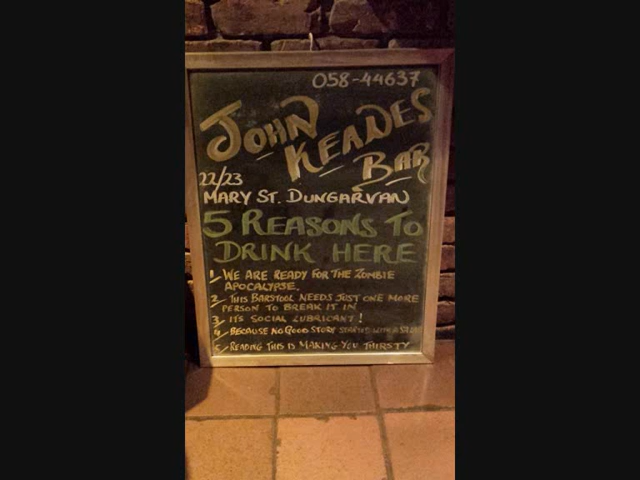 058-44637
JOHN
KEANES
BAR
22/23
MARY ST. DUNGARVAN
5 REASONS TO
DRINK HERE
1 WE ARE READY FOR THE ZOMBIE
APOCALYPSE.
2 THIS BARSTOOL NEEDS JUST ONE MORE
PERSON TO BREAK IT IN
3 IT'S SOCIAL LUBRICANT!
4 BECAUSE NO GOOD STORY STARTED WITH A SALAD
5 READING THIS IS MAKING YOU THIRSTY